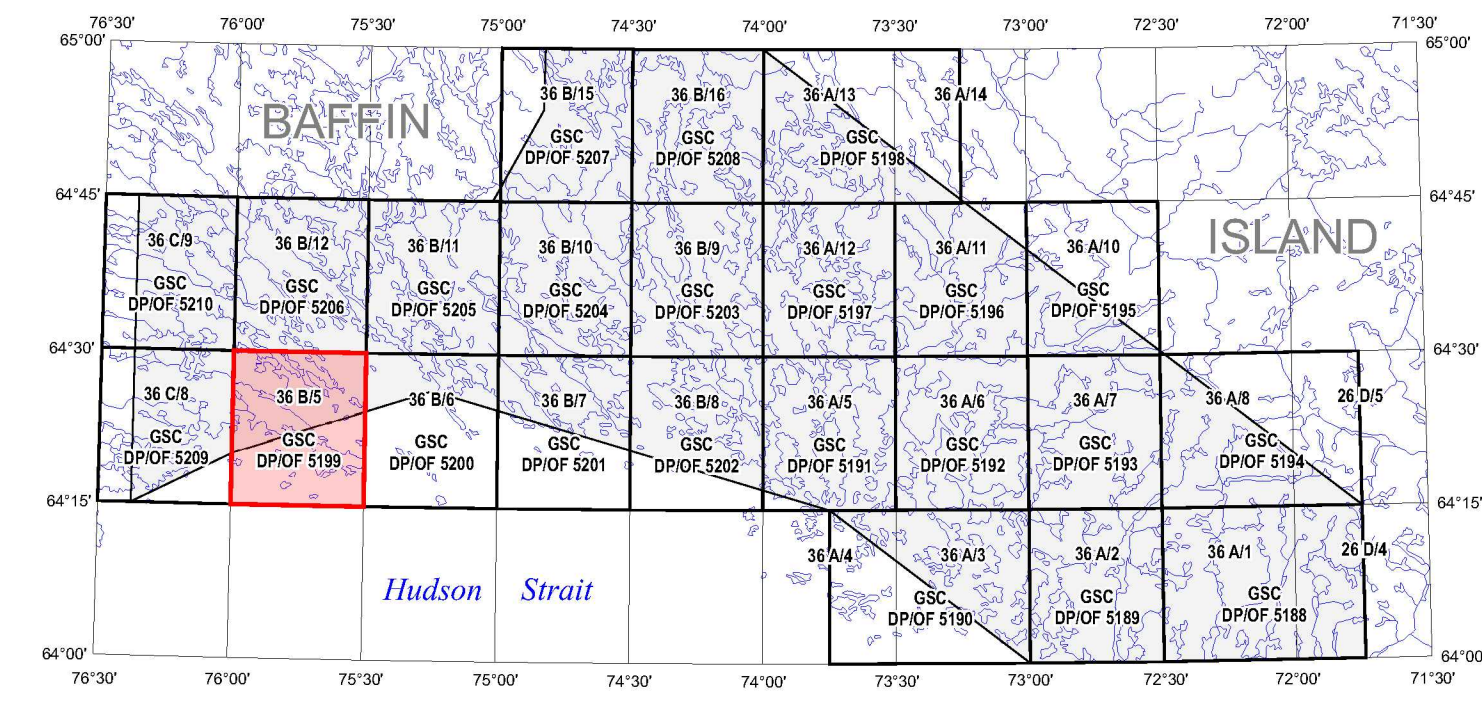 76°30' 76°00' 75°30' 75°00' 74°30' 74°00' 73°30' 73°00' 72°30' 72°00' 71°30'
65°00' 65°00'
36 B/15 36 B/16 36 A/13 36 A/14
BAFFIN
GSC GSC GSC
DP/OF 5207 DP/OF 5208 DP/OF 5198
64°45' 64°45'
36 C/9 36 B/12 36 B/11 36 B/10 36 B/9 36 A/12 36 A/11 36 A/10
ISLAND
GSC GSC GSC GSC GSC GSC GSC GSC
DP/OF 5210 DP/OF 5206 DP/OF 5205 DP/OF 5204 DP/OF 5203 DP/OF 5197 DP/OF 5196 DP/OF 5195
64°30' 64°30'
36 C/8 36 B/5 36 B/6 36 B/7 36 B/8 36 A/5 36 A/6 36 A/7 36 A/8 26 D/5
GSC GSC GSC GSC GSC GSC GSC GSC GSC
DP/OF 5209 DP/OF 5199 DP/OF 5200 DP/OF 5201 DP/OF 5202 DP/OF 5191 DP/OF 5192 DP/OF 5193 DP/OF 5194
64°15' 64°15'
36 A/4 36 A/3 36 A/2 36 A/1 26 D/4
Hudson Strait
GSC GSC GSC
DP/OF 5190 DP/OF 5189 DP/OF 5188
64°00' 64°00'
76°30' 76°00' 75°30' 75°00' 74°30' 74°00' 73°30' 73°00' 72°30' 72°00' 71°30'